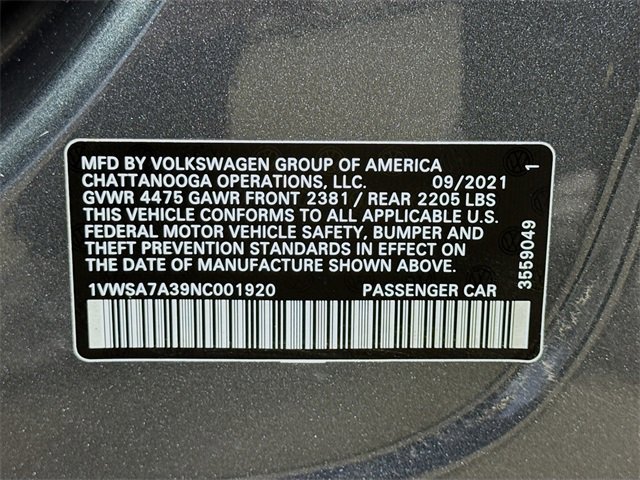 MFD BY VOLKSWAGEN GROUP OF AMERICA
CHATTANOOGA OPERATIONS, LLC. 09/2021
GVWR 4475 GAWR FRONT 2381 / REAR 2205 LBS
THIS VEHICLE CONFORMS TO ALL APPLICABLE U.S.
FEDERAL MOTOR VEHICLE SAFETY, BUMPER AND
THEFT PREVENTION STANDARDS IN EFFECT ON
THE DATE OF MANUFACTURE SHOWN ABOVE.
1VWSA7A39NC001920 PASSENGER CAR
3559049 1